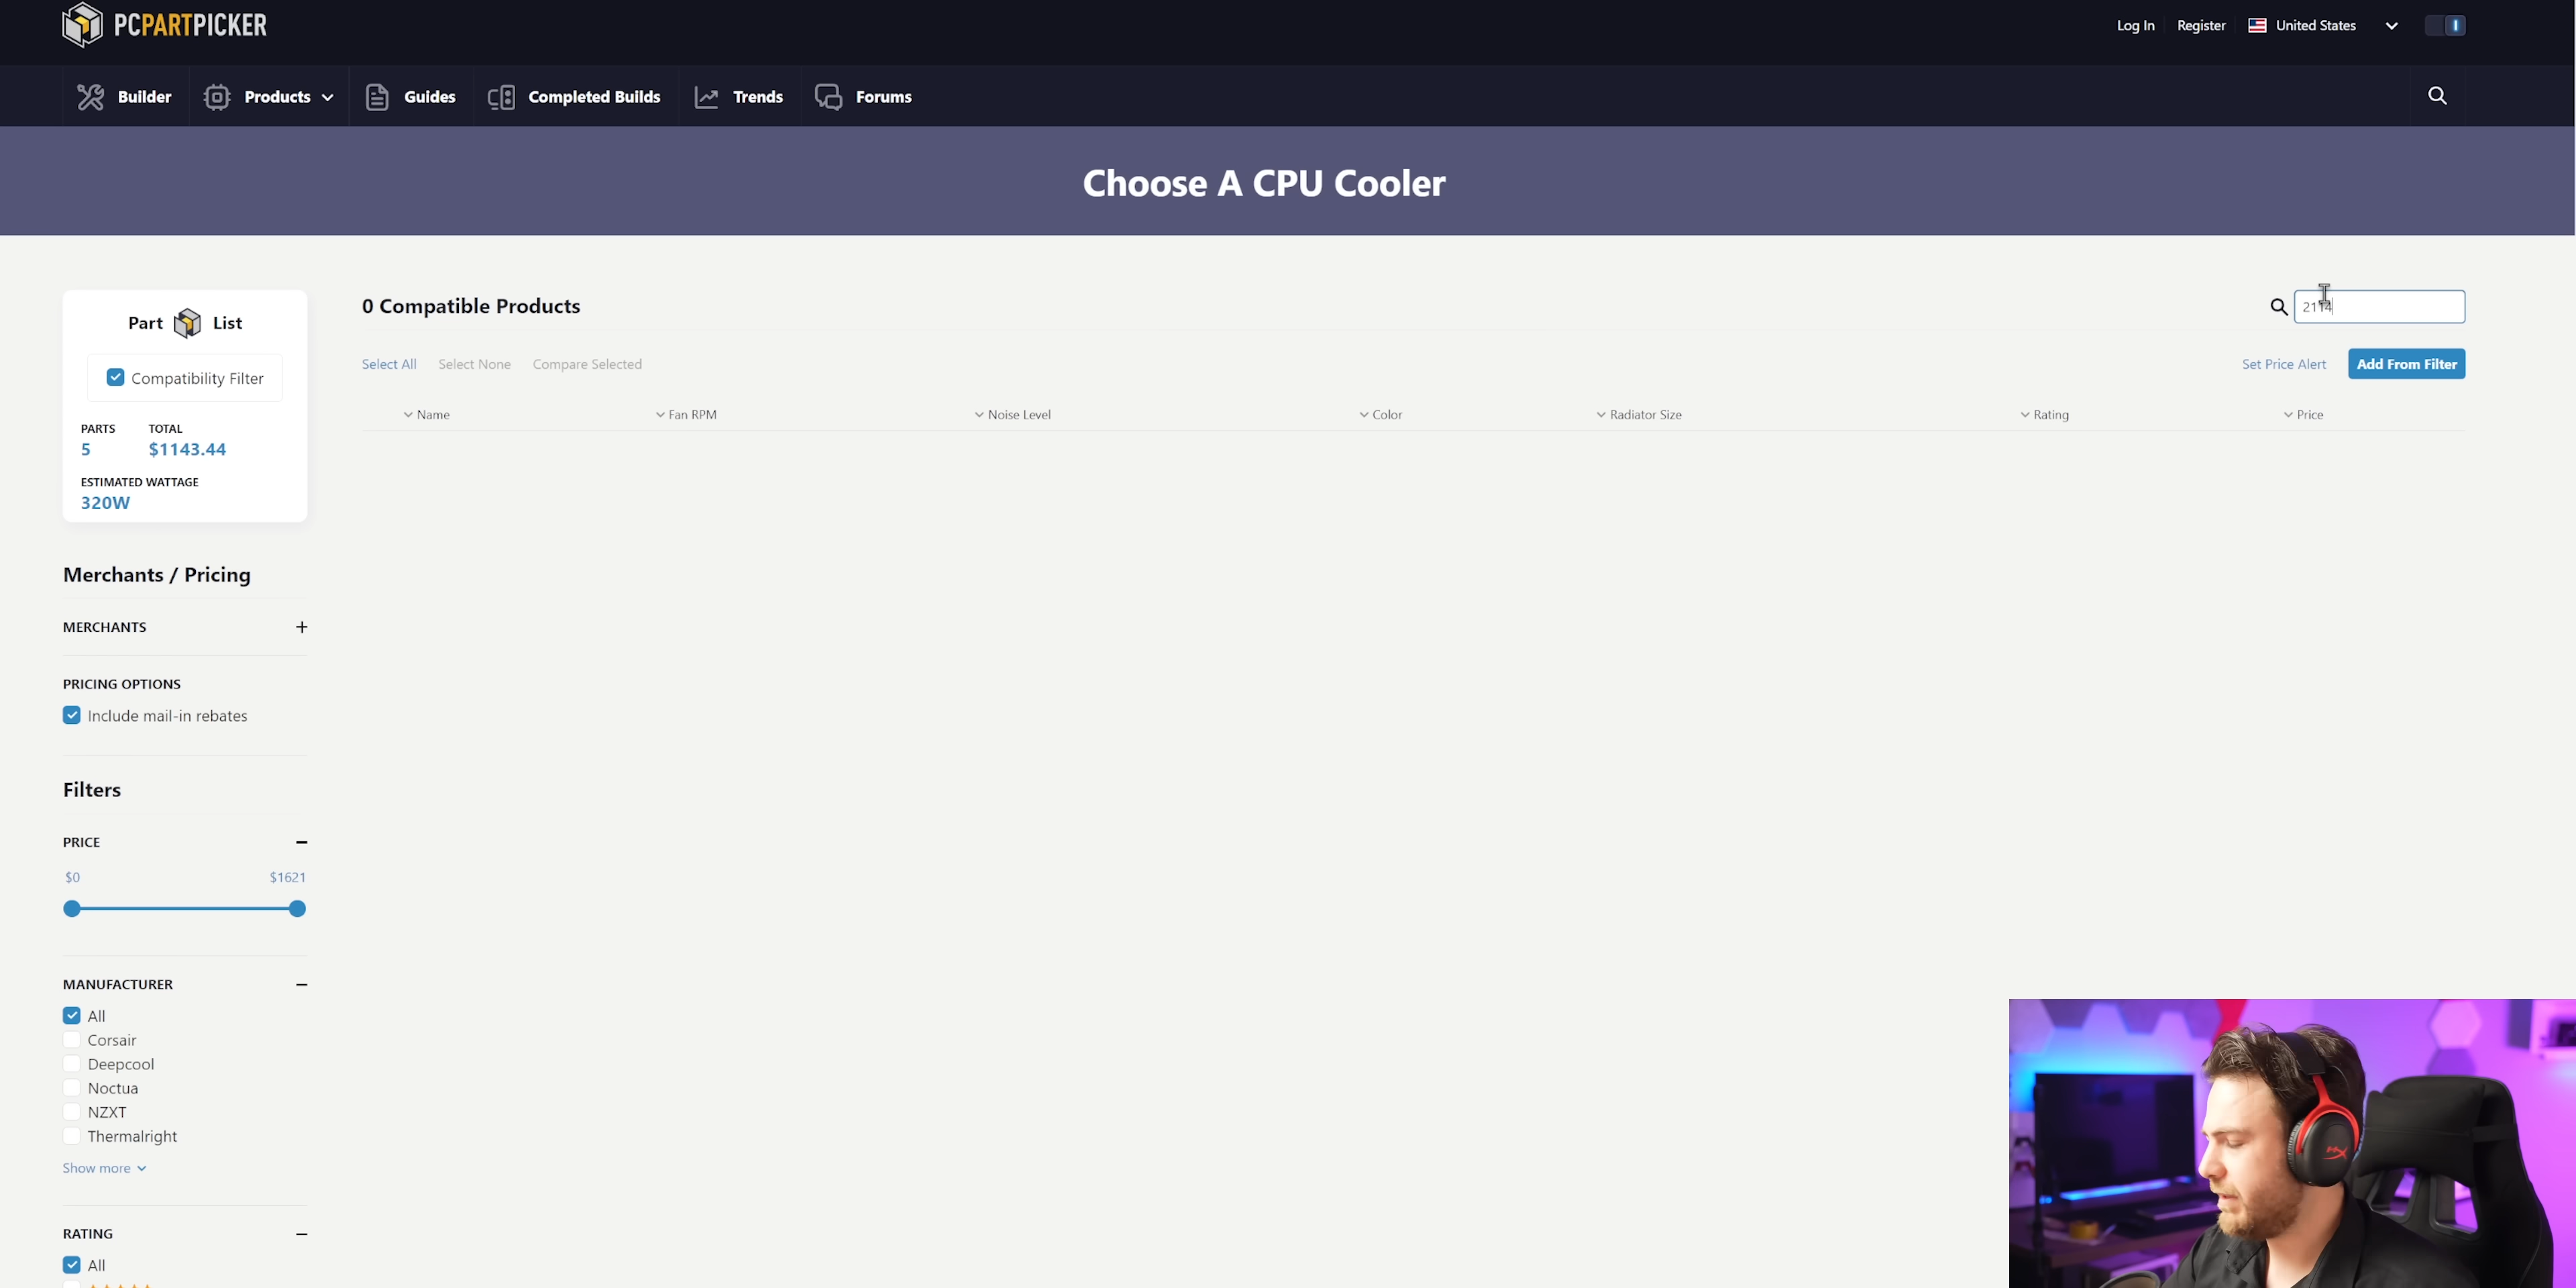 PCPARTPICKER
Log In Register United States
Builder Products Guides Completed Builds Trends Forums
Choose A CPU Cooler
Part List
Compatibility Filter
PARTS TOTAL
5 $1143.44
ESTIMATED WATTAGE
320W
0 Compatible Products
2114
Select All Select None Compare Selected Set Price Alert Add From Filter
Name Fan RPM Noise Level Color Radiator Size Rating Price
Merchants / Pricing
MERCHANTS
PRICING OPTIONS
Include mail-in rebates
Filters
PRICE
$0 $1621
MANUFACTURER
All
Corsair
Deepcool
Noctua
NZXT
Thermalright
Show more
RATING
All